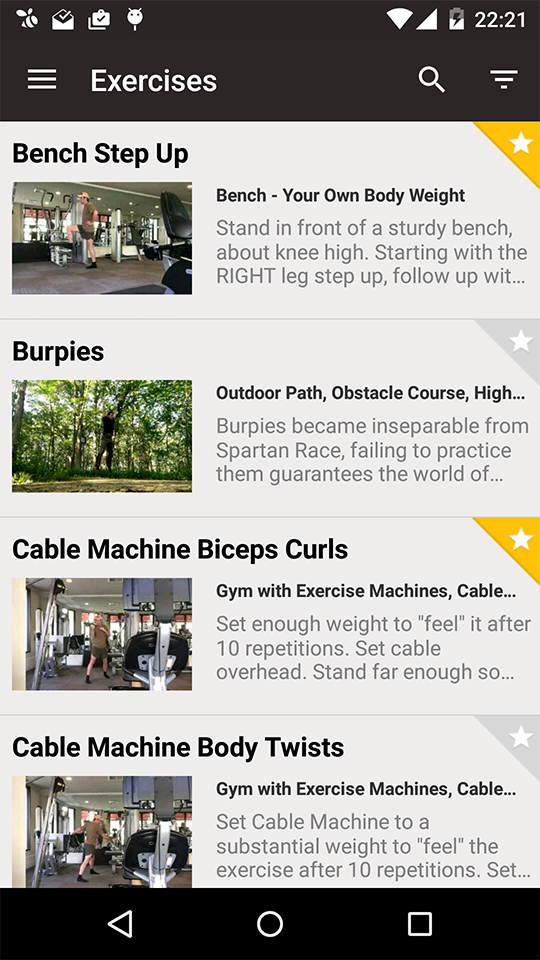 22:21
Exercises
Bench Step Up
Bench - Your Own Body Weight
Stand in front of a sturdy bench,
about knee high. Starting with the
RIGHT leg step up, follow up wit...
Burpies
Outdoor Path, Obstacle Course, High...
Burpies became inseparable from
Spartan Race, failing to practice
them guarantees the world of...
Cable Machine Biceps Curls
Gym with Exercise Machines, Cable...
Set enough weight to "feel" it after
10 repetitions. Set cable
overhead. Stand far enough so...
Cable Machine Body Twists
Gym with Exercise Machines, Cable...
Set Cable Machine to a
substantial weight to "feel" the
exercise after 10 repetitions. Set...